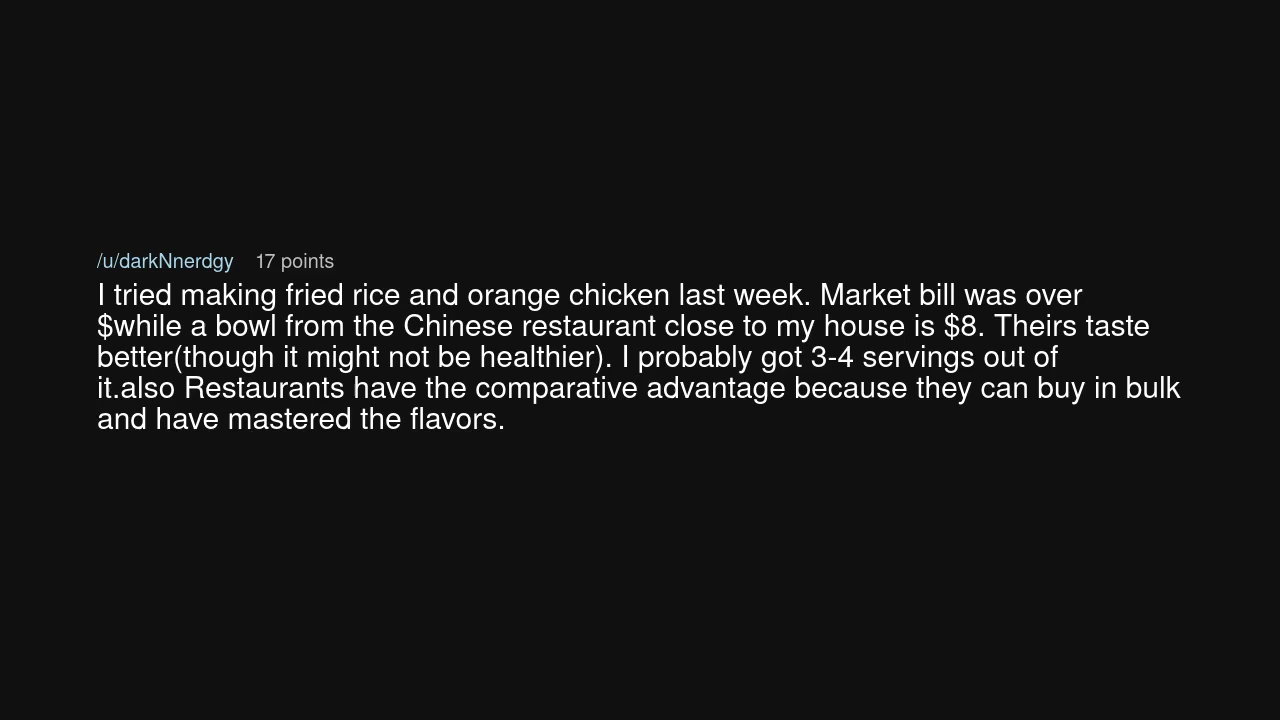 /u/darkNnerdgy 17 points
I tried making fried rice and orange chicken last week. Market bill was over
$while a bowl from the Chinese restaurant close to my house is $8. Theirs taste
better(though it might not be healthier). I probably got 3-4 servings out of
it.also Restaurants have the comparative advantage because they can buy in bulk
and have mastered the flavors.